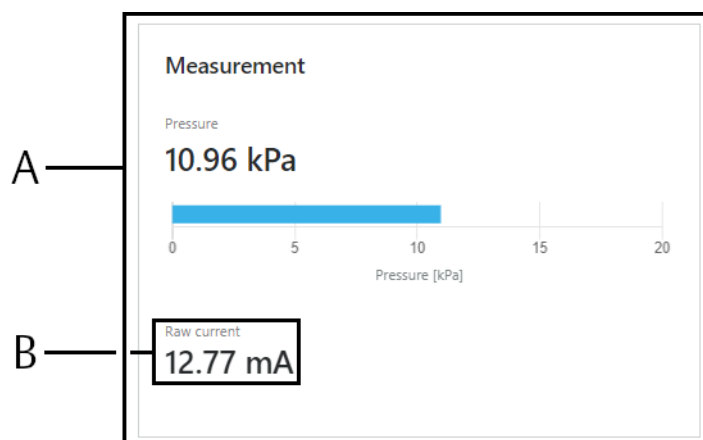 Measurement
Pressure
A
10.96 kPa
0 5 10 15 20
Pressure [kPa]
Raw current
B
12.77 mA